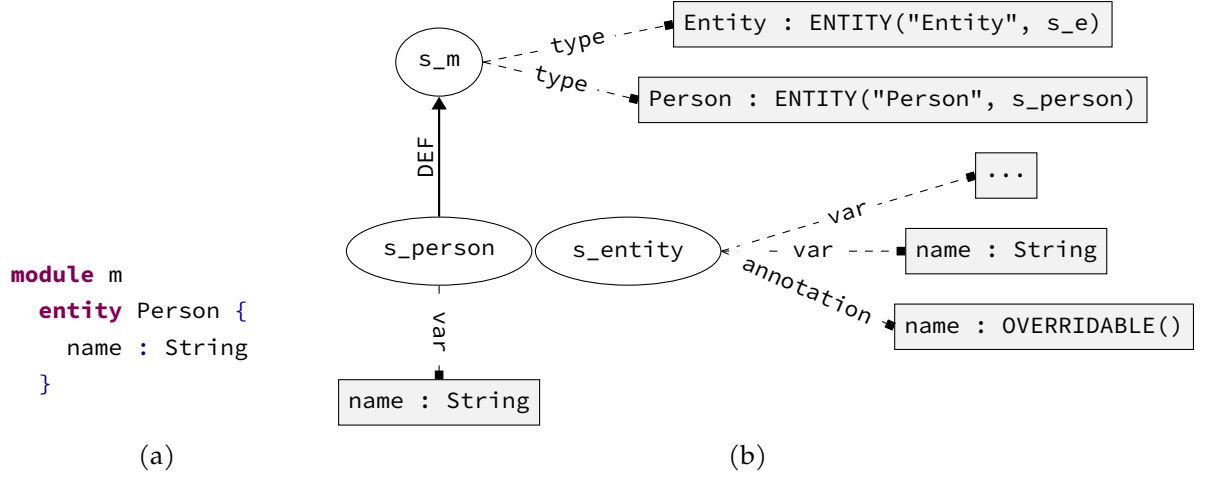 module m
entity Person {
name : String
}
(a)
s_m
type
Entity : ENTITY("Entity", s_e)
type
Person : ENTITY("Person", s_person)
DEF
s_person
s_entity
var
...
var
name : String
annotation
name : OVERRIDABLE()
var
name : String
(b)